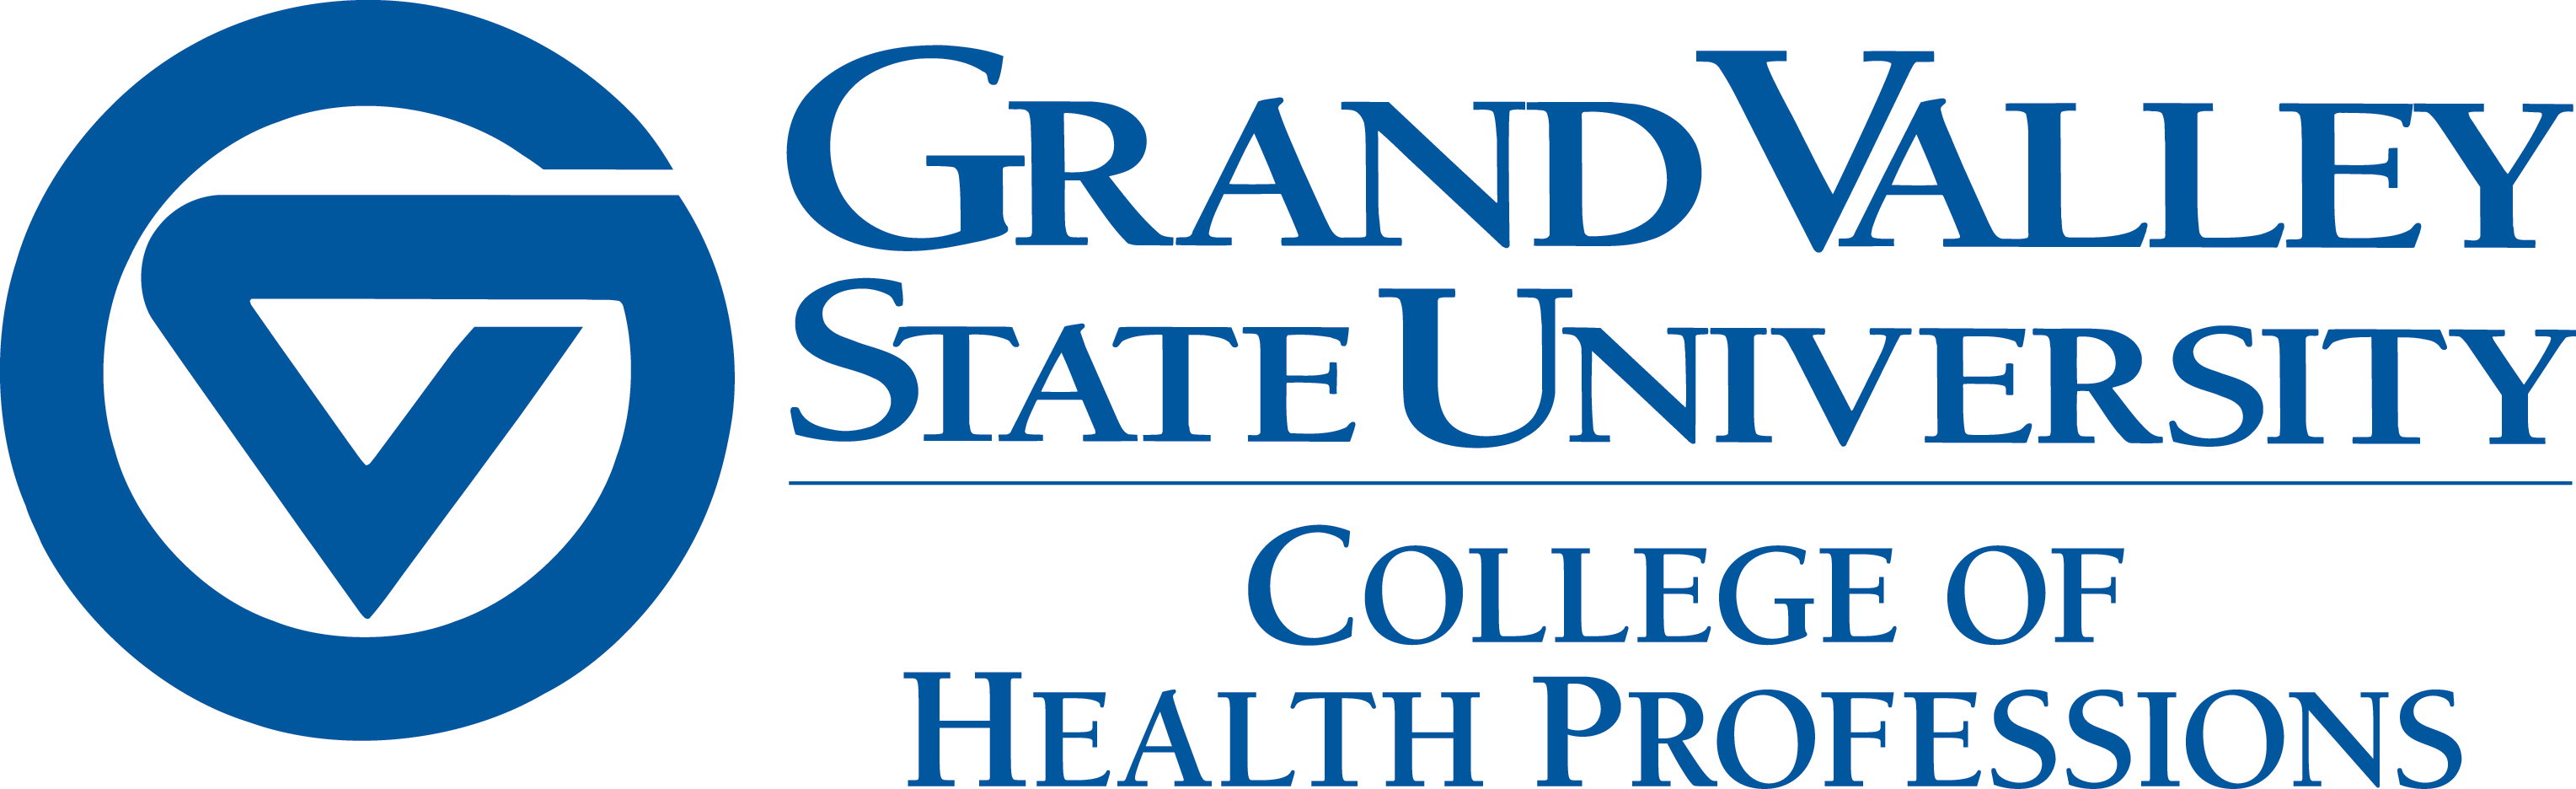 GRAND VALLEY
STATE UNIVERSITY
COLLEGE OF
HEALTH PROFESSIONS